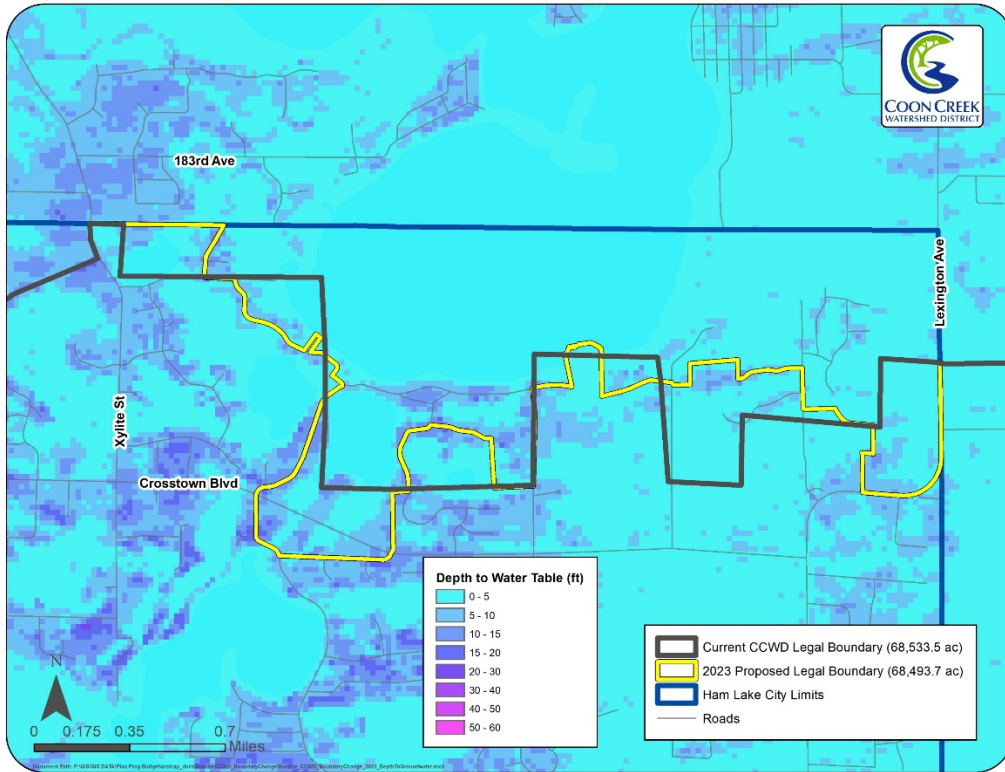 COON CREEK
WATERSHED DISTRICT
183rd Ave
Lexington Ave
Xylite St
Crosstown Blvd
Depth to Water Table (ft)
0 - 5
5 - 10
10 - 15
15 - 20
20 - 30
30 - 40
40 - 50
50 - 60
Current CCWD Legal Boundary (68,533.5 ac)
2023 Proposed Legal Boundary (68,493.7 ac)
Ham Lake City Limits
Roads
N
0 0.175 0.35 0.7
Miles